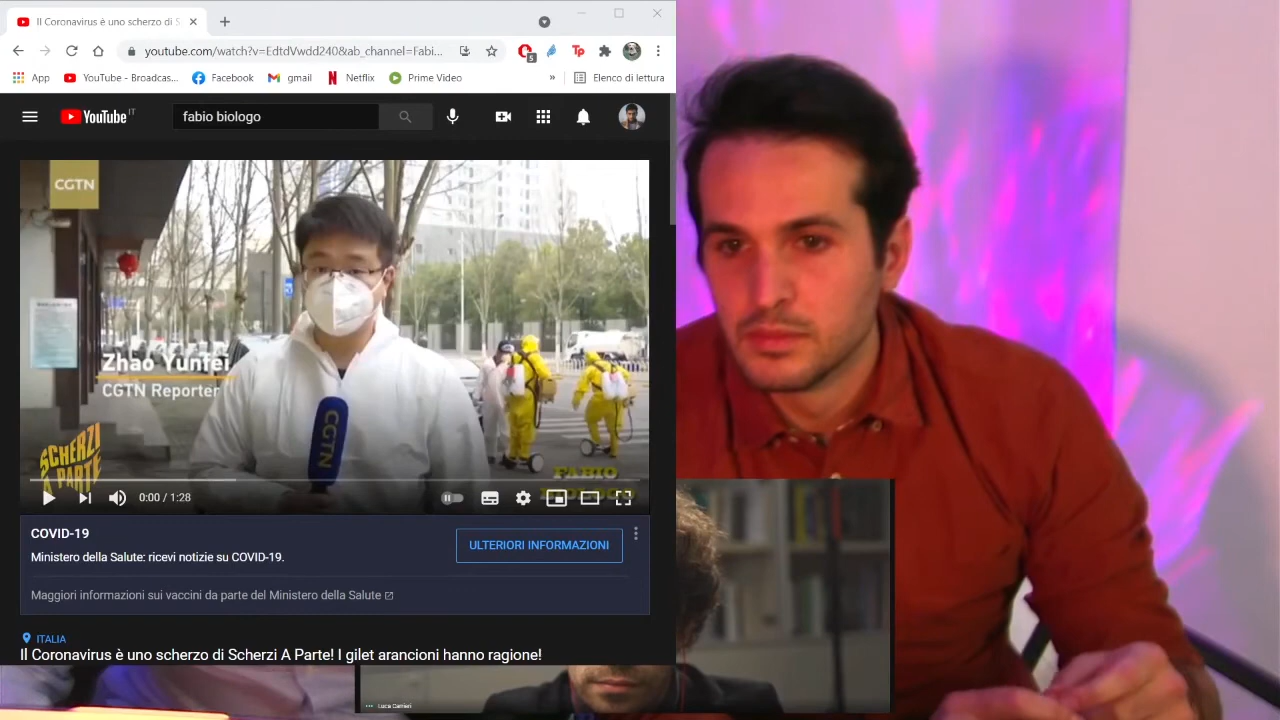 Il Coronavirus è uno scherzo di S
youtube.com/watch?v=EdtdVwdd240&ab_channel=Fabi...
5
Tp
App
YouTube - Broadcas...
Facebook
gmail
Netflix
Prime Video
»
Elenco di lettura
YouTube IT
fabio biologo
CGTN
Zhao Yunfei
CGTN Reporter
CGTN
SCHERZI
A PARTE
FABIO
0:00 / 1:28
COVID-19
Ministero della Salute: ricevi notizie su COVID-19.
ULTERIORI INFORMAZIONI
Maggiori informazioni sui vaccini da parte del Ministero della Salute
ITALIA
Il Coronavirus è uno scherzo di Scherzi A Parte! I gilet arancioni hanno ragione!
Luca Carrieri